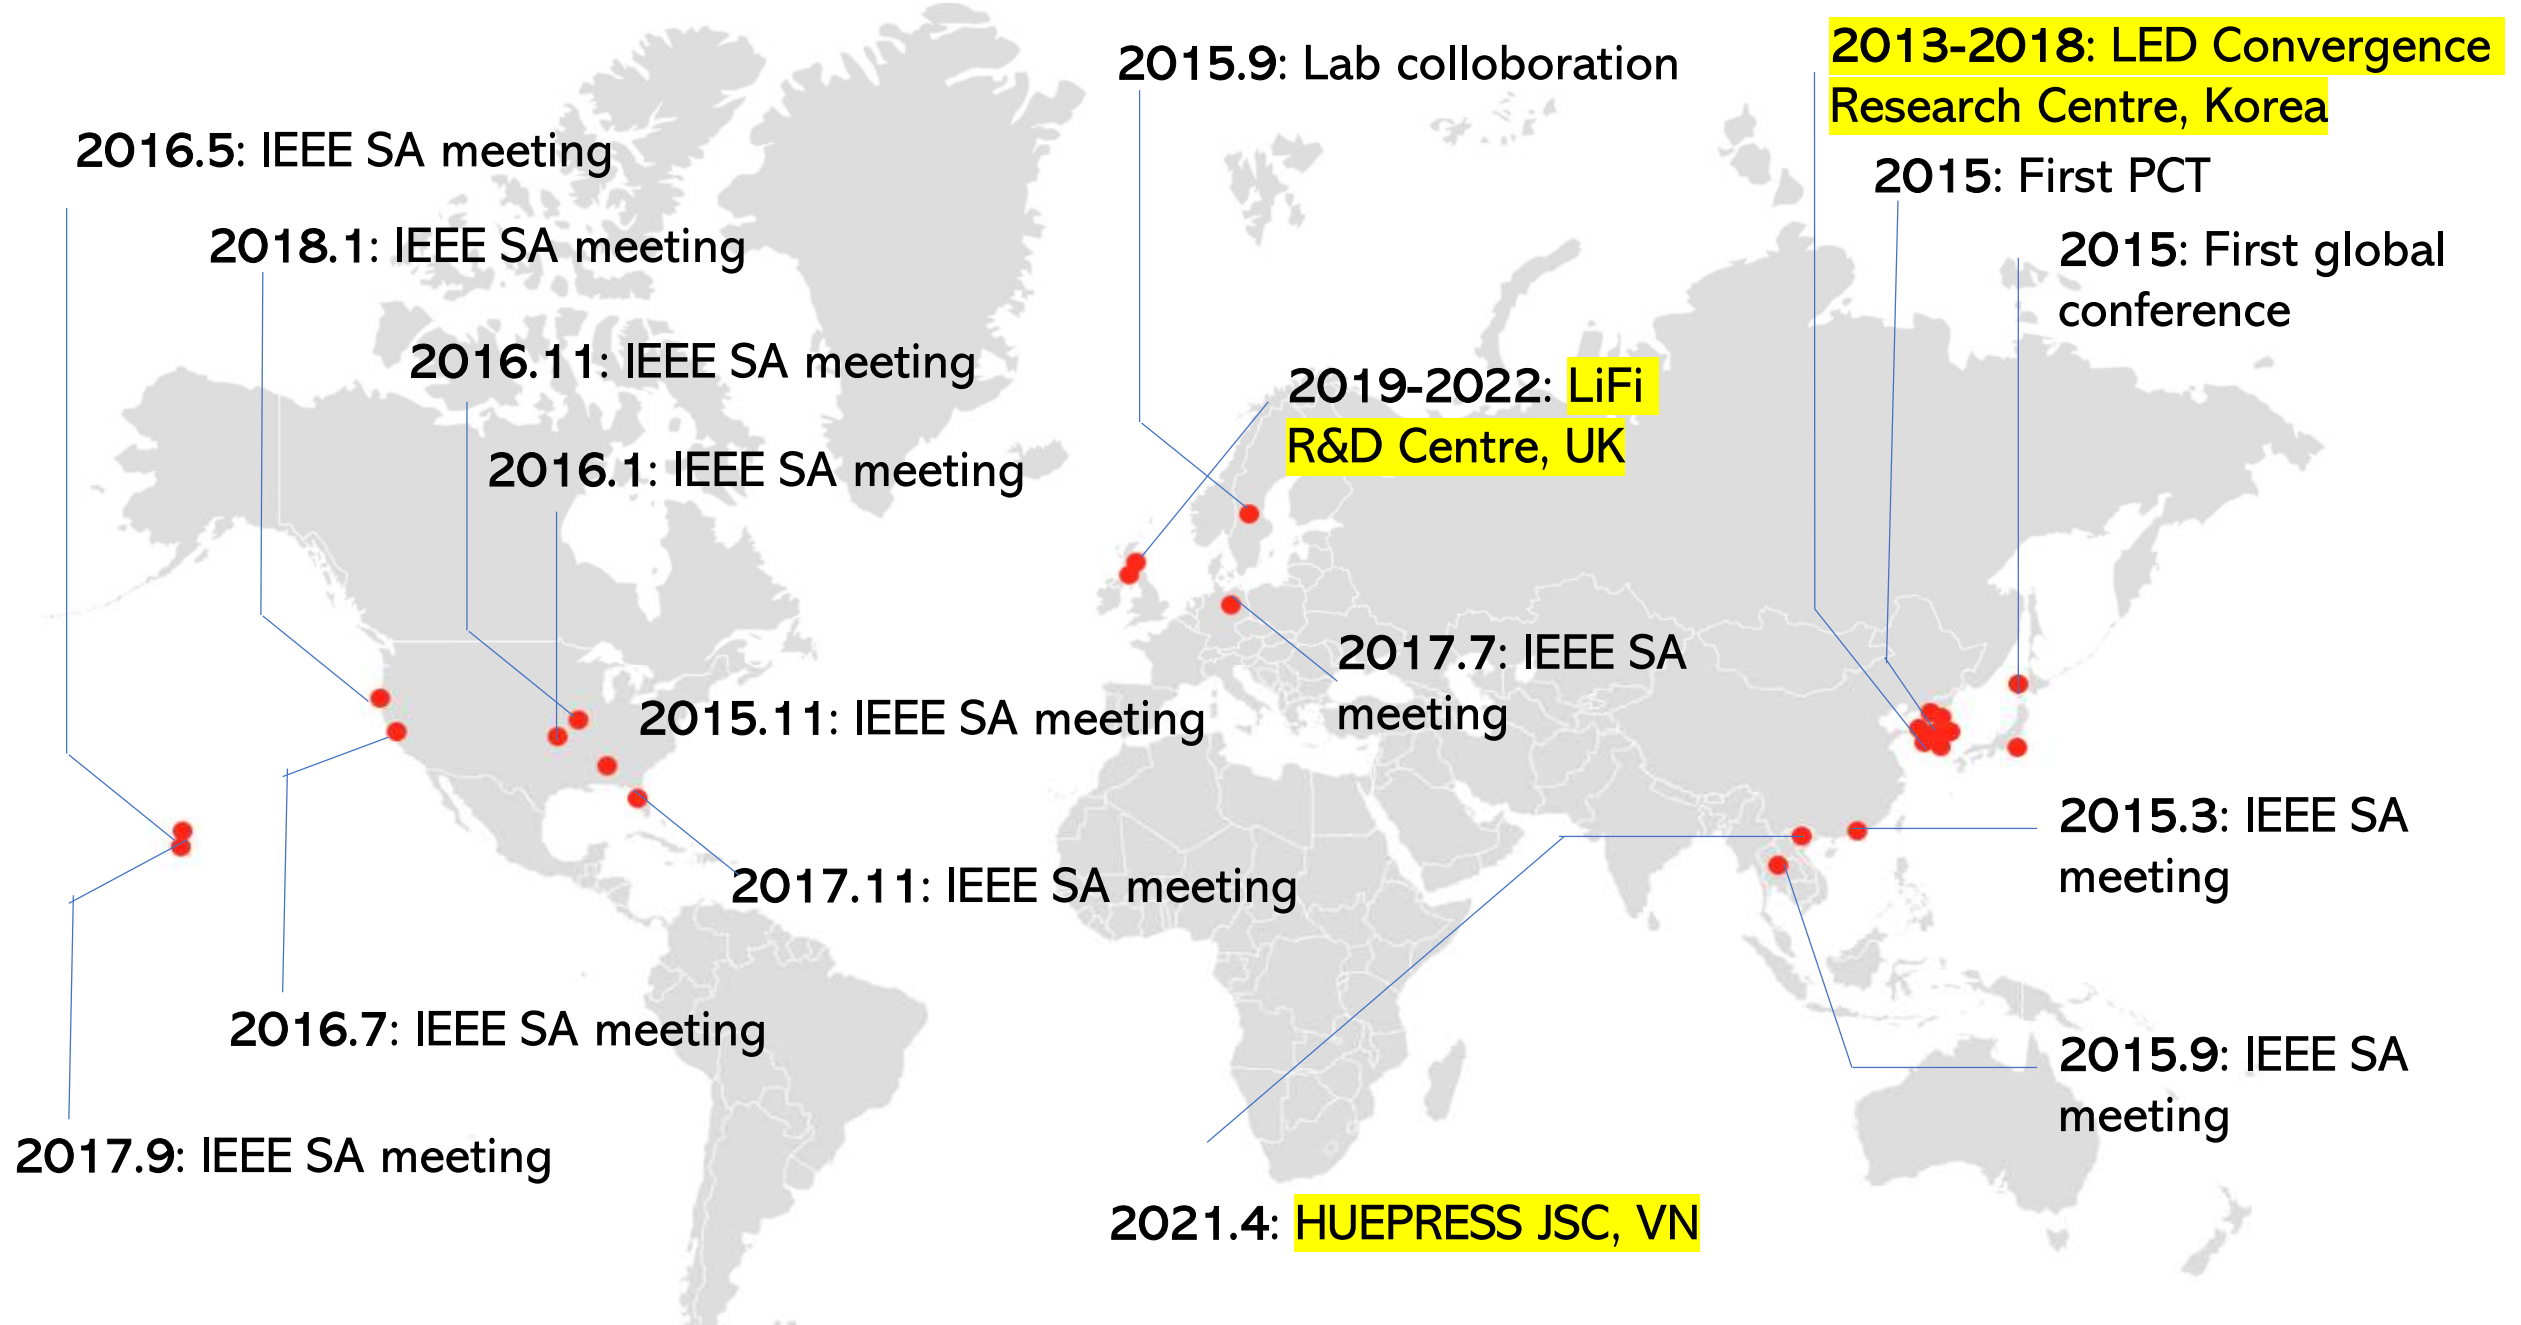 2015.9: Lab colloboration
2013-2018: LED Convergence
Research Centre, Korea
2016.5: IEEE SA meeting
2015: First PCT
2018.1: IEEE SA meeting
2015: First global
conference
2016.11: IEEE SA meeting
2019-2022: LiFi
R&D Centre, UK
2016.1: IEEE SA meeting
2017.7: IEEE SA
meeting
2015.11: IEEE SA meeting
2015.3: IEEE SA
meeting
2017.11: IEEE SA meeting
2016.7: IEEE SA meeting
2015.9: IEEE SA
meeting
2017.9: IEEE SA meeting
2021.4: HUEPRESS JSC, VN